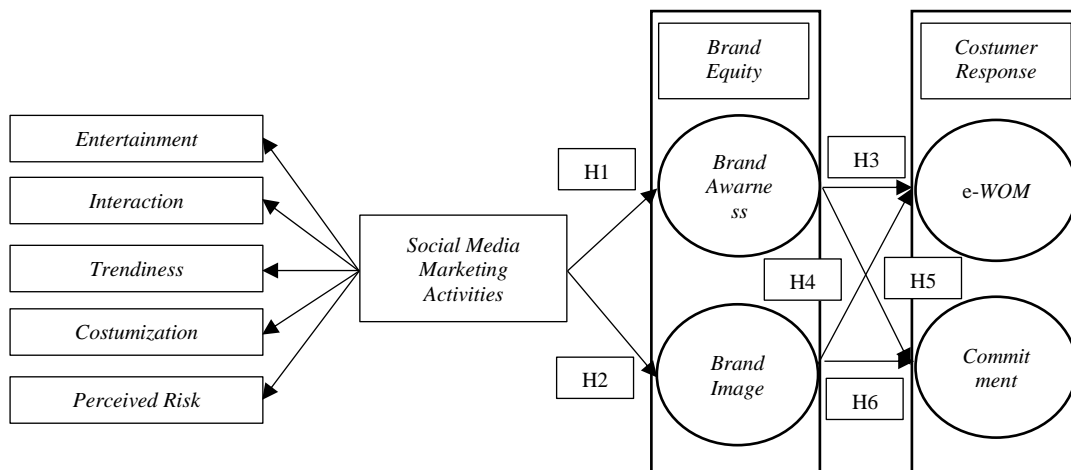 Entertainment
Interaction
Trendiness
Costumization
Perceived Risk
Social Media
Marketing
Activities
H1
H2
Brand
Equity
Brand
Awarne
ss
Brand
Image
H3
H4
H5
H6
Costumer
Response
e-WOM
Commit
ment